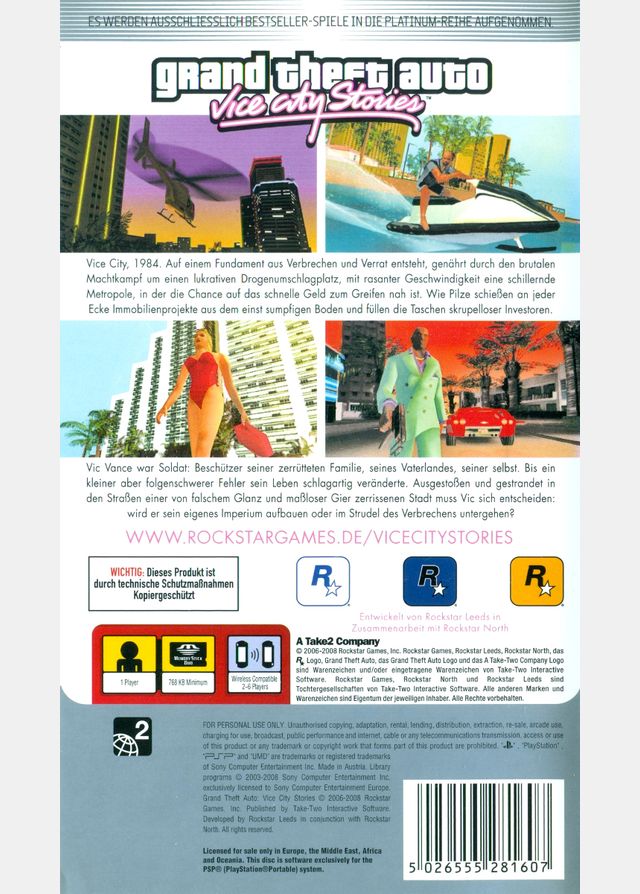 ES WERDEN AUSSCHLIESSLICH BESTSELLER-SPIELE IN DIE PLATINUM-REIHE AUFGENOMMEN.
grand theft auto
Vice City Stories™
Vice City, 1984. Auf einem Fundament aus Verbrechen und Verrat entsteht, genährt durch den brutalen
Machtkampf um einen lukrativen Drogenumschlagplatz, mit rasanter Geschwindigkeit eine schillernde
Metropole, in der die Chance auf das schnelle Geld zum Greifen nah ist. Wie Pilze schießen an jeder
Ecke Immobilienprojekte aus dem einst sumpfigen Boden und füllen die Taschen skrupelloser Investoren.
Vic Vance war Soldat: Beschützer seiner zerrütteten Familie, seines Vaterlandes, seiner selbst. Bis ein
kleiner aber folgenschwerer Fehler sein Leben schlagartig veränderte. Ausgestoßen und gestrandet in
den Straßen einer von falschem Glanz und maßloser Gier zerrissenen Stadt muss Vic sich entscheiden:
wird er sein eigenes Imperium aufbauen oder im Strudel des Verbrechens untergehen?
WWW.ROCKSTARGAMES.DE/VICECITYSTORIES
WICHTIG: Dieses Produkt ist
durch technische Schutzmaßnahmen
Kopiergeschützt
R
R
R
Entwickelt von Rockstar Leeds in
Zusammenarbeit mit Rockstar North
1 Player
MEMORY STICK
DUO
768 KB Minimum
Wireless Compatible
2-6 Players
A Take2 Company
© 2006-2008 Rockstar Games, Inc. Rockstar Games, Rockstar Leeds, Rockstar North, das
R Logo, Grand Theft Auto, das Grand Theft Auto Logo und das A Take-Two Company Logo
sind Warenzeichen und/oder eingetragene Warenzeichen von Take-Two Interactive
Software. Rockstar Games, Rockstar North und Rockstar Leeds sind
Tochtergesellschaften von Take-Two Interactive Software. Alle anderen Marken und
Warenzeichen sind Eigentum der jeweiligen Inhaber. Alle Rechte vorbehalten.
2
FOR PERSONAL USE ONLY. Unauthorised copying, adaptation, rental, lending, distribution, extraction, re-sale, arcade use,
charging for use, broadcast, public performance and internet, cable or any telecommunications transmission, access or use
of this product or any trademark or copyright work that forms part of this product are prohibited. " ", "PlayStation",
"PSP" and "UMD" are trademarks or registered trademarks
of Sony Computer Entertainment Inc. Made in Austria. Library
programs © 2003-2008 Sony Computer Entertainment Inc.
exclusively licensed to Sony Computer Entertainment Europe.
Grand Theft Auto: Vice City Stories © 2006-2008 Rockstar
Games, Inc. Published by Take-Two Interactive Software.
Developed by Rockstar Leeds in conjunction with Rockstar
North. All rights reserved.
Licensed for sale only in Europe, the Middle East, Africa
and Oceania. This disc is software exclusively for the
PSP® (PlayStation®Portable) system.
5 026555 281607